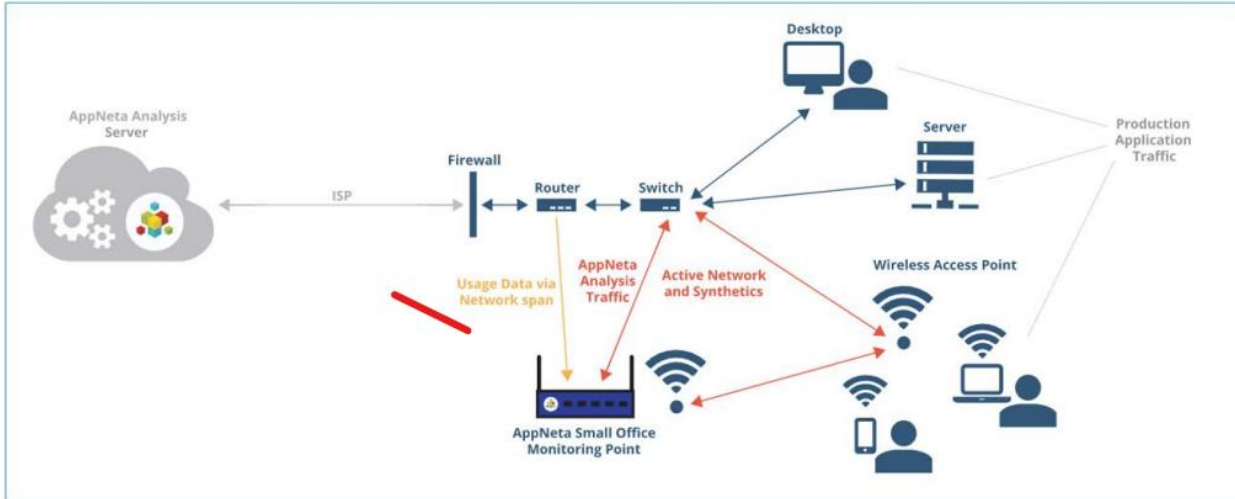 Desktop
AppNeta Analysis
Server
Server
Production
Application
Traffic
Firewall
Router
Switch
ISP
Usage Data via
Network span
AppNeta
Analysis
Traffic
Active Network
and Synthetics
Wireless Access Point
AppNeta Small Office
Monitoring Point